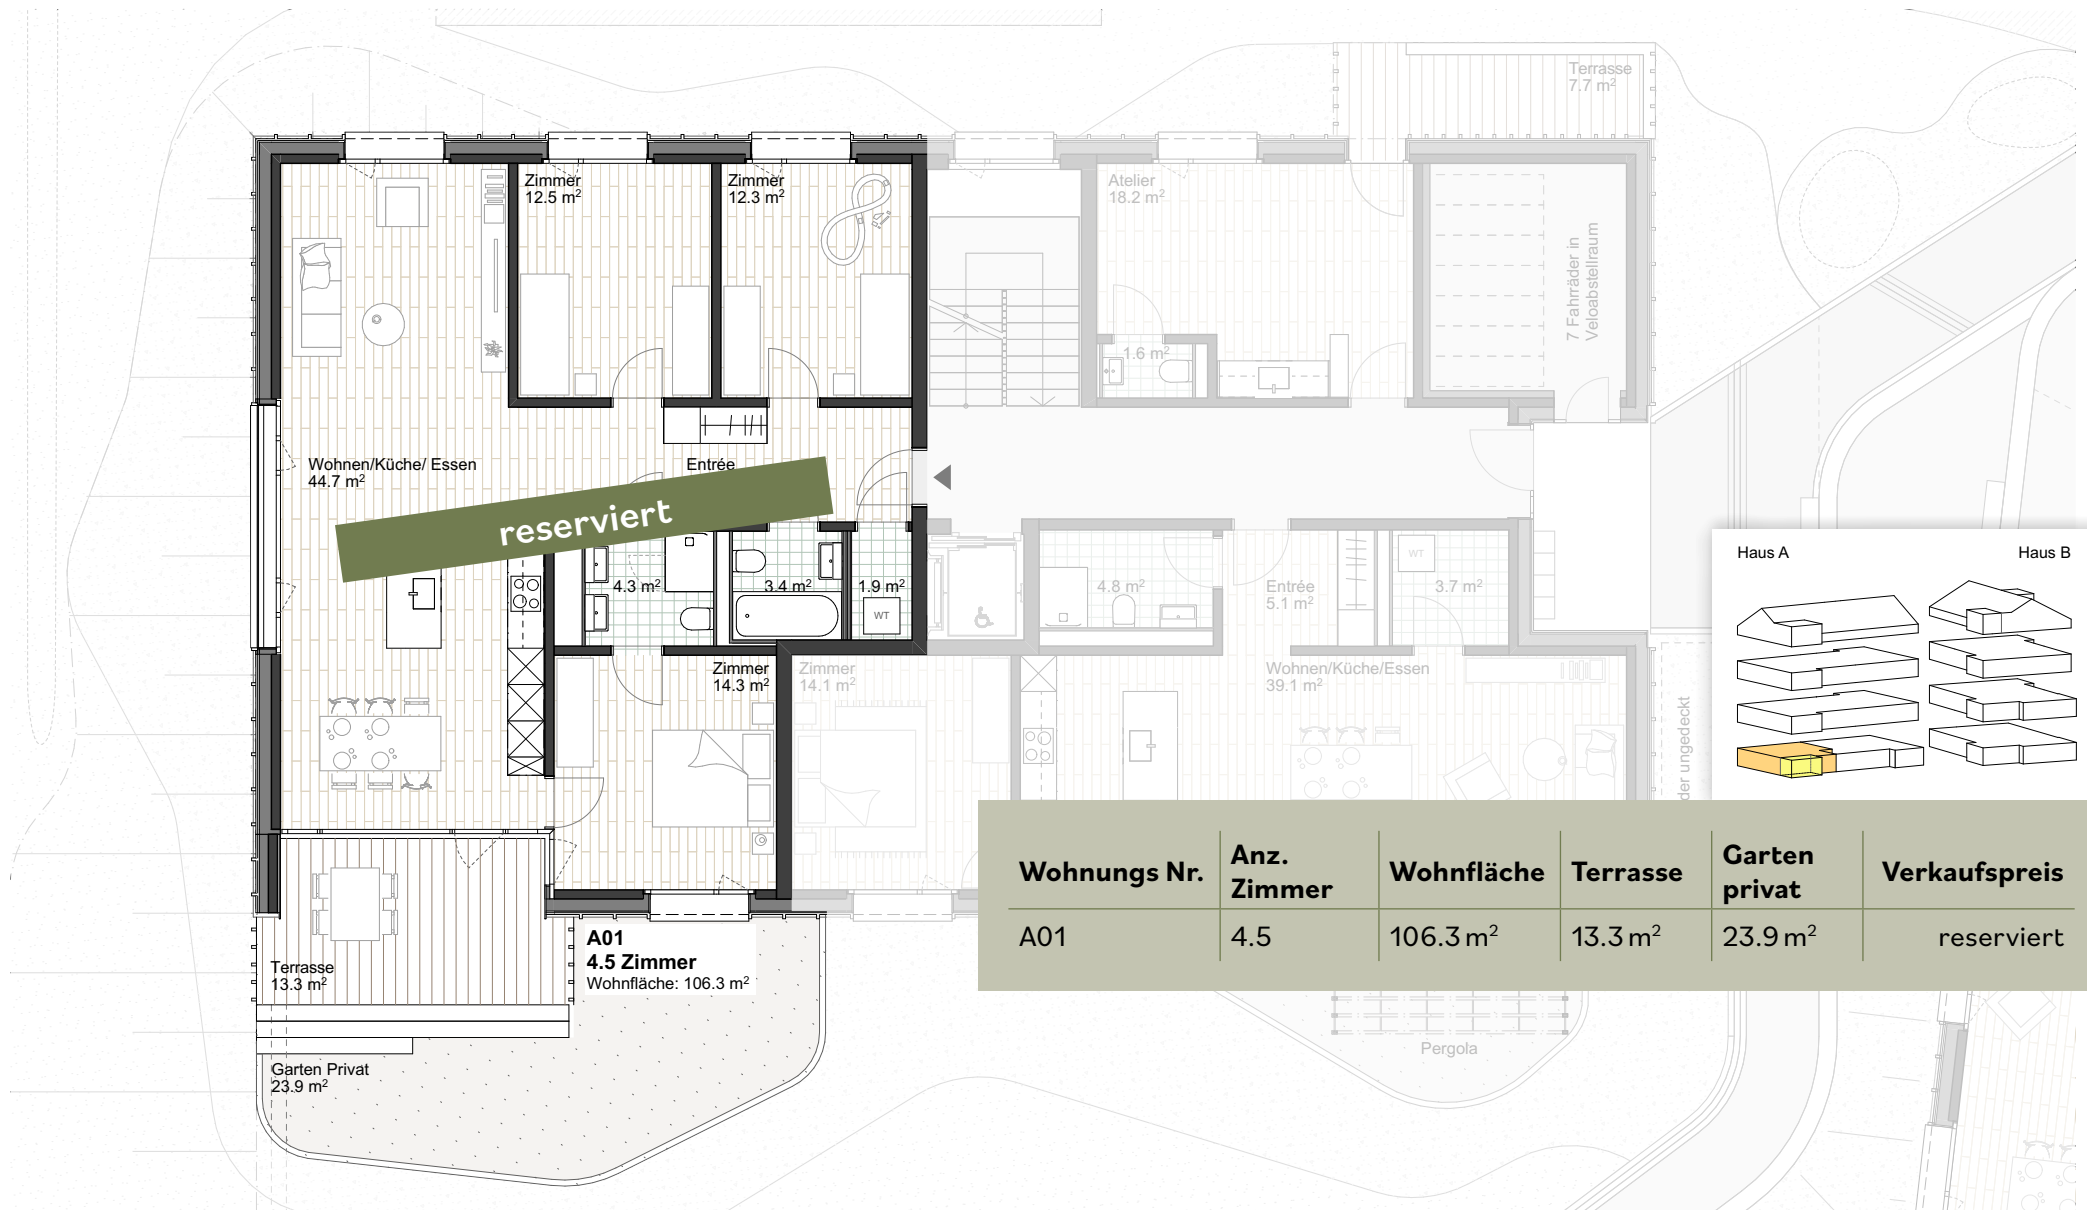 Terrasse
7.7 m²
Zimmer
12.5 m²
Zimmer
12.3 m²
Atelier
18.2 m²
7 Fahrräder in
Veloabstellraum
1.6 m²
Wohnen/Küche/ Essen
44.7 m²
Entrée
reserviert
4.3 m²
3.4 m²
1.9 m²
WT
4.8 m²
Entrée
5.1 m²
WT
3.7 m²
Haus A
Haus B
Zimmer
14.3 m²
Zimmer
14.1 m²
Wohnen/Küche/Essen
39.1 m²
der ungedeckt
Wohnungs Nr.
Anz.
Zimmer
Wohnfläche
Terrasse
Garten
privat
Verkaufspreis
A01
4.5
106.3 m²
13.3 m²
23.9 m²
reserviert
A01
4.5 Zimmer
Wohnfläche: 106.3 m²
Terrasse
13.3 m²
Garten Privat
23.9 m²
Pergola